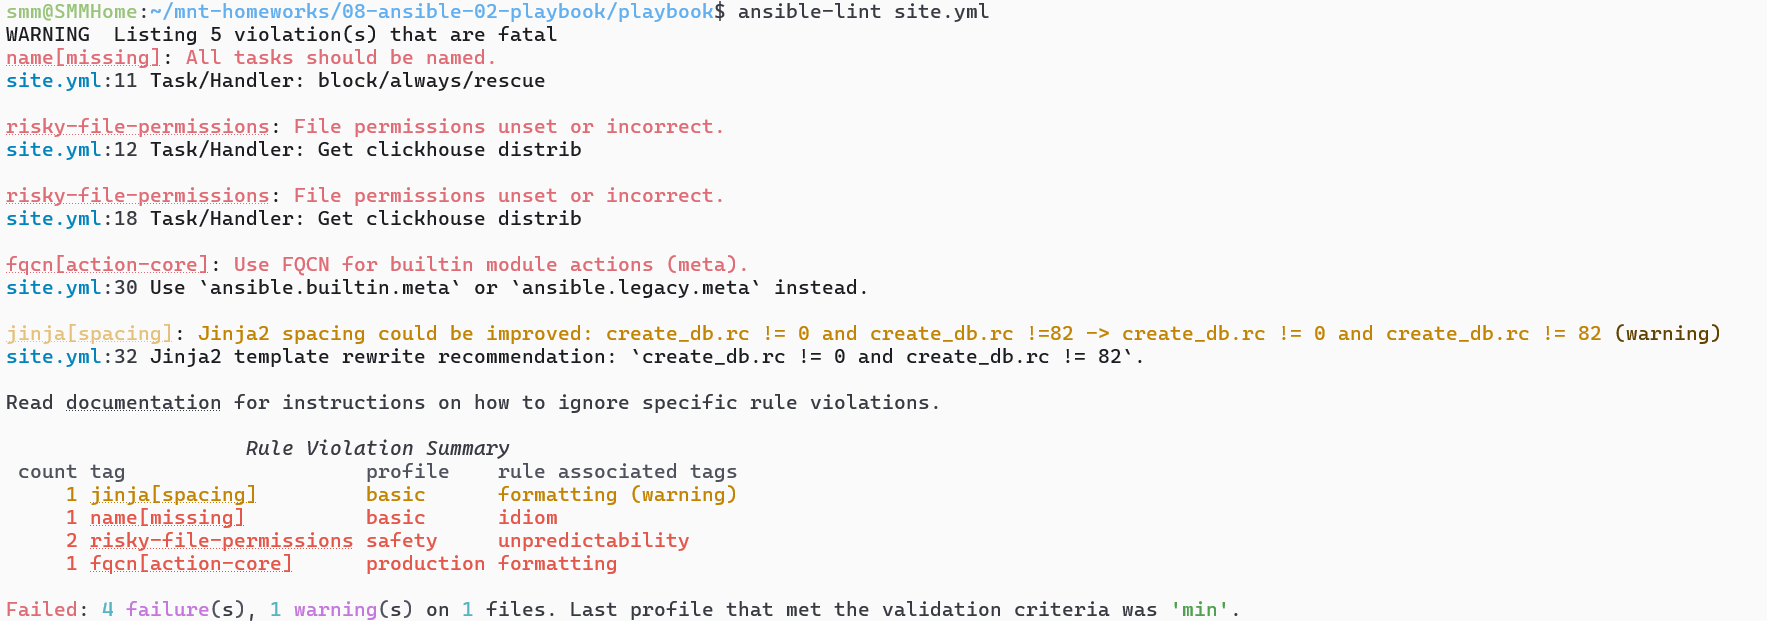 smm@SMMHome:~/mnt-homeworks/08-ansible-02-playbook/playbook$ ansible-lint site.yml
WARNING  Listing 5 violation(s) that are fatal
name[missing]: All tasks should be named.
site.yml:11 Task/Handler: block/always/rescue

risky-file-permissions: File permissions unset or incorrect.
site.yml:12 Task/Handler: Get clickhouse distrib

risky-file-permissions: File permissions unset or incorrect.
site.yml:18 Task/Handler: Get clickhouse distrib

fqcn[action-core]: Use FQCN for builtin module actions (meta).
site.yml:30 Use `ansible.builtin.meta` or `ansible.legacy.meta` instead.

jinja[spacing]: Jinja2 spacing could be improved: create_db.rc != 0 and create_db.rc !=82 -> create_db.rc != 0 and create_db.rc != 82 (warning)
site.yml:32 Jinja2 template rewrite recommendation: `create_db.rc != 0 and create_db.rc != 82`.

Read documentation for instructions on how to ignore specific rule violations.

Rule Violation Summary
count tag profile rule associated tags
1 jinja[spacing] basic formatting (warning)
1 name[missing] basic idiom
2 risky-file-permissions safety unpredictability
1 fqcn[action-core] production formatting

Failed: 4 failure(s), 1 warning(s) on 1 files. Last profile that met the validation criteria was 'min'.